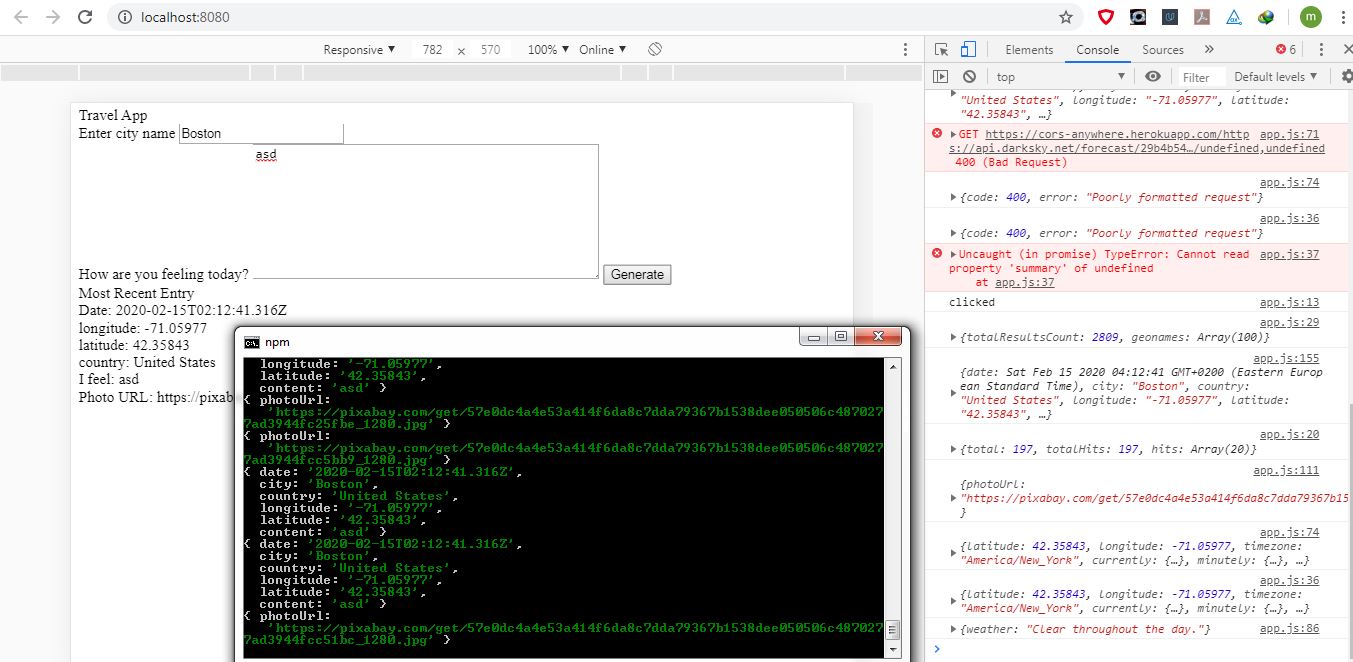 localhost:8080
m
Responsive ▼ 782 × 570 100% ▼ Online ▼
Elements Console Sources » 6
top ▼ Filter Default levels ▼
Travel App
Enter city name Boston
asd
How are you feeling today? Generate
Most Recent Entry
Date: 2020-02-15T02:12:41.316Z
longitude: -71.05977
latitude: 42.35843
country: United States
I feel: asd
Photo URL: https://pixab
npm
longitude: '-71.05977',
latitude: '42.35843',
content: 'asd' }
{ photoUrl:
'https://pixabay.com/get/57e0dc4a4e53a414f6da8c7dda79367b1538dee050506c487027
7ad3944fc25fbe_1280.jpg' }
{ photoUrl:
'https://pixabay.com/get/57e0dc4a4e53a414f6da8c7dda79367b1538dee050506c487027
7ad3944fcc5bb9_1280.jpg' }
{ date: '2020-02-15T02:12:41.316Z',
city: 'Boston',
country: 'United States',
longitude: '-71.05977',
latitude: '42.35843',
content: 'asd' }
{ date: '2020-02-15T02:12:41.316Z',
city: 'Boston',
country: 'United States',
longitude: '-71.05977',
latitude: '42.35843',
content: 'asd' }
{ photoUrl:
'https://pixabay.com/get/57e0dc4a4e53a414f6da8c7dda79367b1538dee050506c487027
7ad3944fcc51bc_1280.jpg' }
"United States", longitude: "-71.05977", latitude:
"42.35843", …}
GET https://cors-anywhere.herokuapp.com/http app.js:71
s://api.darksky.net/forecast/29b4b54…/undefined,undefined
400 (Bad Request)
app.js:74
{code: 400, error: "Poorly formatted request"}
app.js:36
{code: 400, error: "Poorly formatted request"}
Uncaught (in promise) TypeError: Cannot read app.js:37
property 'summary' of undefined
at app.js:37
clicked app.js:13
app.js:29
{totalResultsCount: 2809, geonames: Array(100)}
app.js:155
{date: Sat Feb 15 2020 04:12:41 GMT+0200 (Eastern Europ
ean Standard Time), city: "Boston", country:
"United States", longitude: "-71.05977", latitude:
"42.35843", …}
app.js:20
{total: 197, totalHits: 197, hits: Array(20)}
app.js:111
{photoUrl:
"https://pixabay.com/get/57e0dc4a4e53a414f6da8c7dda79367b15
}
app.js:74
{latitude: 42.35843, longitude: -71.05977, timezone:
"America/New_York", currently: {…}, minutely: {…}, …}
app.js:36
{latitude: 42.35843, longitude: -71.05977, timezone:
"America/New_York", currently: {…}, minutely: {…}, …}
{weather: "Clear throughout the day."} app.js:86